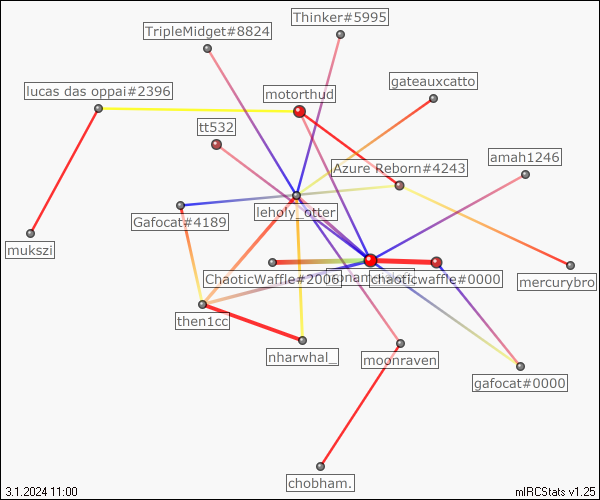 Thinker#5995
TripleMidget#8824
gateauxcatto
lucas das oppai#2396
motorthud
tt532
amah1246
Azure Reborn#4243
leholy_otter
Gafocat#4189
mukszi
ChaoticWaffle#2006
chaoticwaffle#0000
mercurybro
then1cc
nharwhal_
moonraven
gafocat#0000
chobham.
3.1.2024 11:00
mIRCStats v1.25